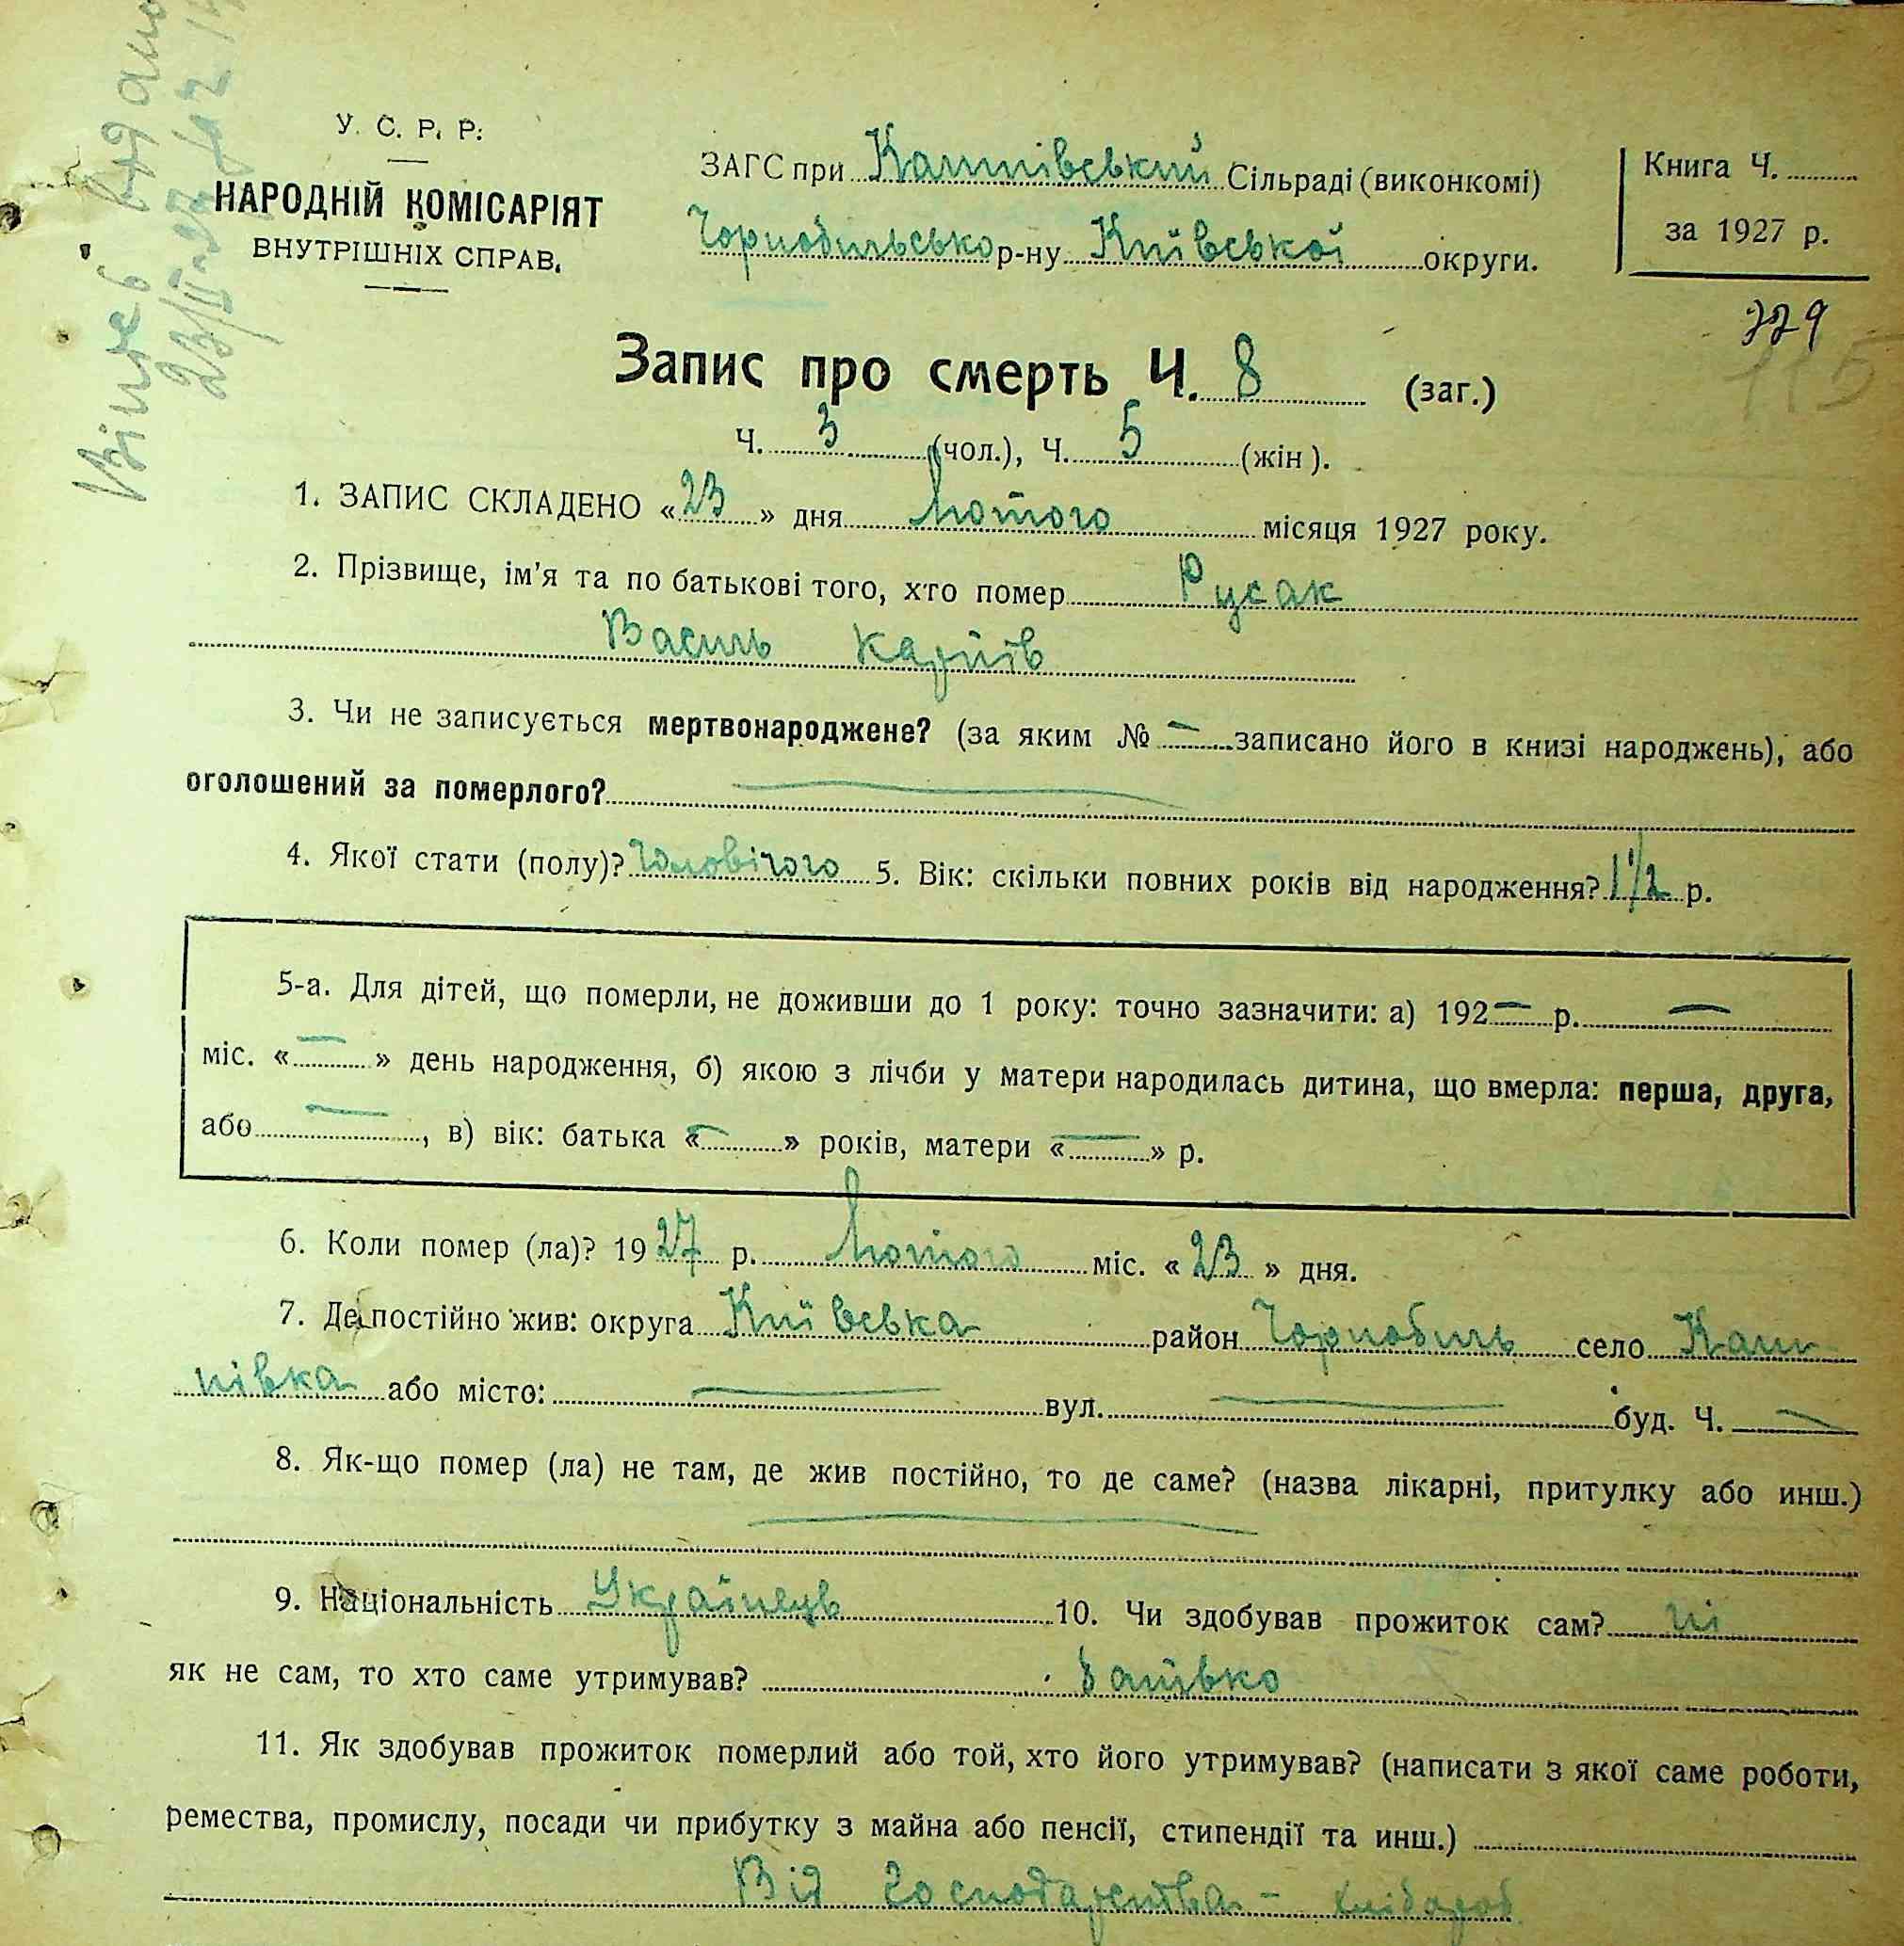 У. С. Р. Р.
НАРОДНІЙ КОМІСАРІЯТ
ВНУТРІШНІХ СПРАВ.
ЗАГС при Сільраді (виконкомі)
Чорнобильсько р-ну Київської округи.
Книга Ч.
за 1927 р.
729
115
Запис про смерть Ч. 8 (заг.)
Ч. 3 (чол.), Ч. 5 (жін).
1. ЗАПИС СКЛАДЕНО «23» дня Лютого місяця 1927 року.
2. Прізвище, ім'я та по батькові того, хто помер Русак
Василь
3. Чи не записується мертвонароджене? (за яким № — записано його в книзі народжень), або
оголошений за померлого? —
4. Якої стати (полу)? Чоловічого 5. Вік: скільки повних років від народження? 1 1/2 р.
5-а. Для дітей, що померли, не доживши до 1 року: точно зазначити: а) 192— р. —
міс. «—» день народження, б) якою з лічби у матери народилась дитина, що вмерла: перша, друга,
або —, в) вік: батька «—» років, матери «—» р.
6. Коли помер (ла)? 1927 р. Лютого міс. «23» дня.
7. Де постійно жив: округа Київська район Чорнобиль село
півка або місто: — вул. — буд. Ч. —
8. Як-що помер (ла) не там, де жив постійно, то де саме? (назва лікарні, притулку або инш.)
—
9. Національність Українець 10. Чи здобував прожиток сам? ні
як не сам, то хто саме утримував? батько
11. Як здобував прожиток померлий або той, хто його утримував? (написати з якої саме роботи,
ремества, промислу, посади чи прибутку з майна або пенсії, стипендії та инш.)
Від господарства - хлібороб